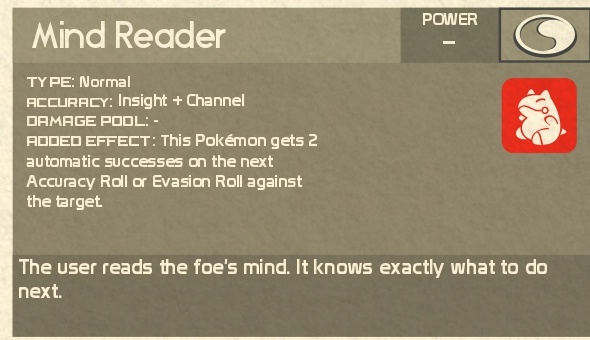 Mind Reader
POWER
–
TYPE: Normal
ACCURACY: Insight + Channel
DAMAGE POOL: -
ADDED EFFECT: This Pokémon gets 2
automatic successes on the next
Accuracy Roll or Evasion Roll against
the target.
The user reads the foe's mind. It knows exactly what to do
next.